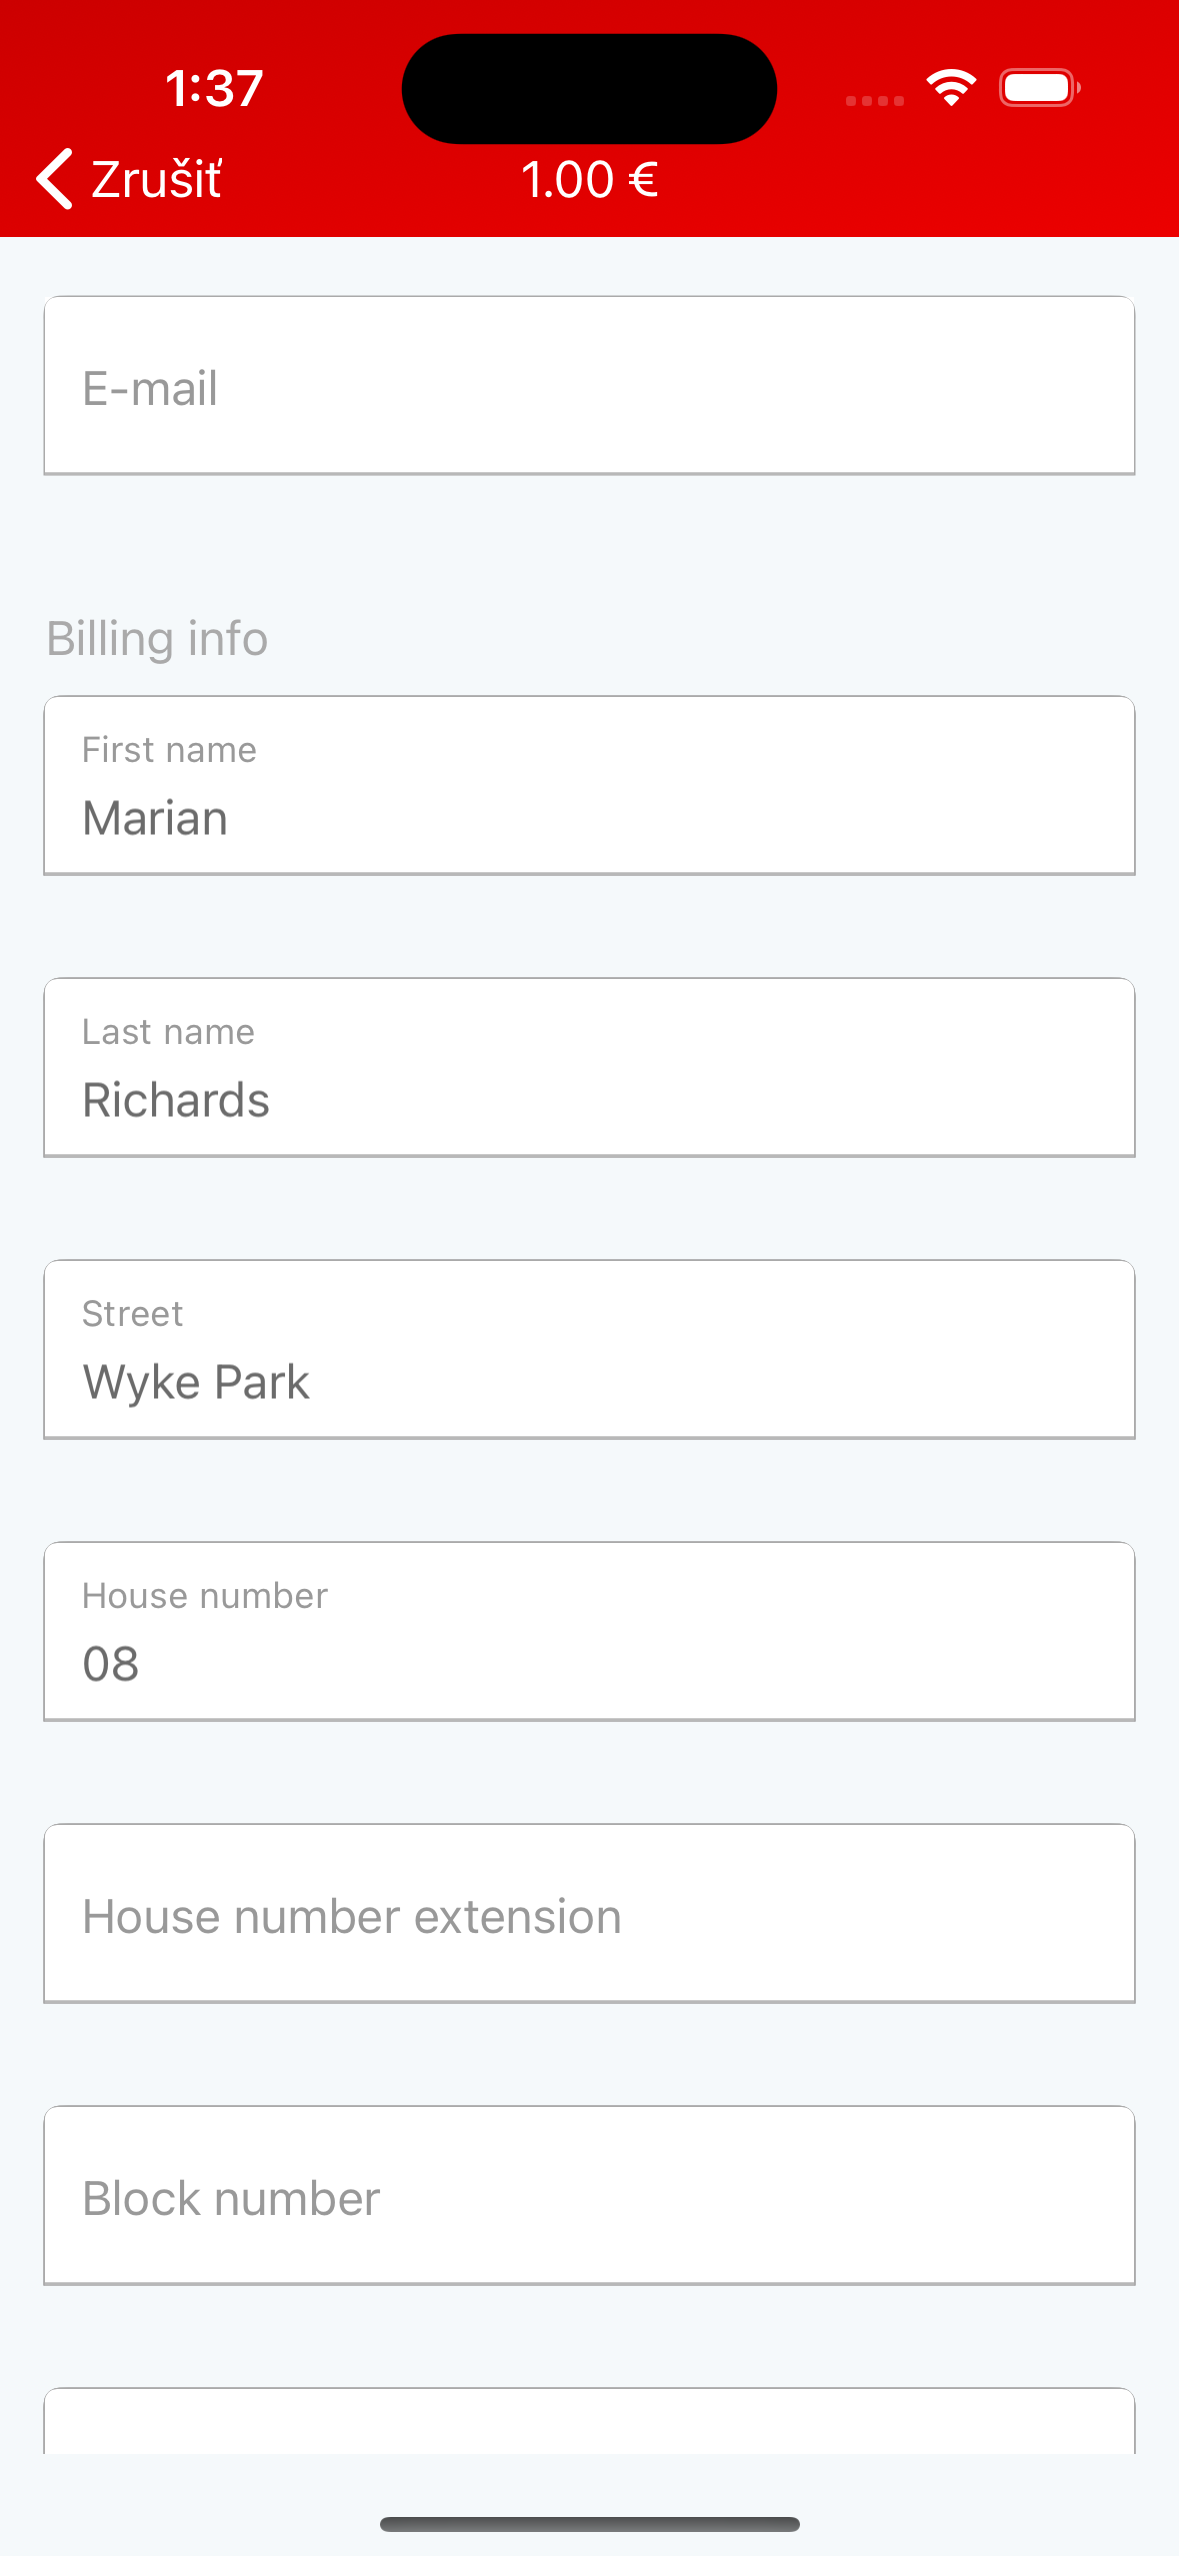 1:37
Zrušiť
1.00 €
E-mail
Billing info
First name
Marian
Last name
Richards
Street
Wyke Park
House number
08
House number extension
Block number